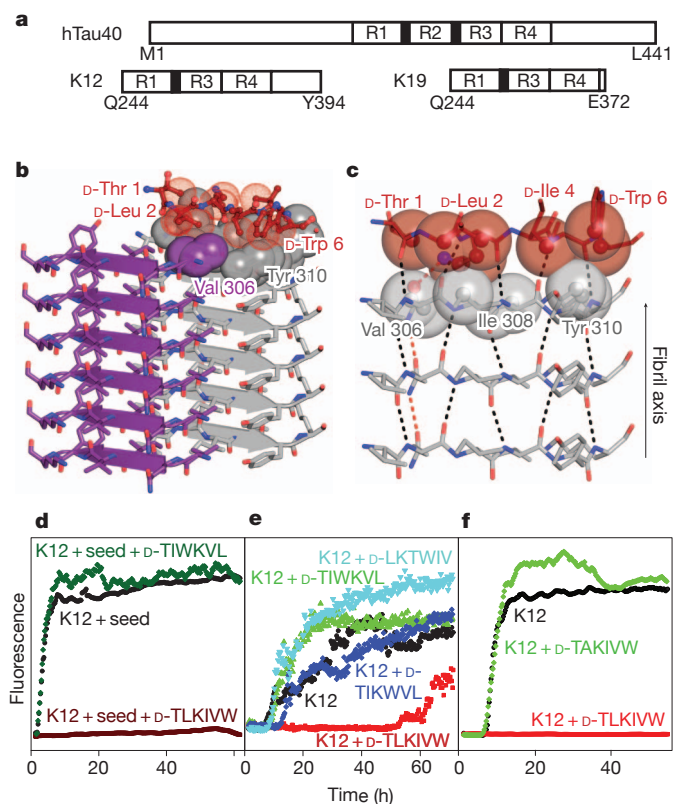 a
hTau40
R1 R2 R3 R4
M1 L441
K12 R1 R3 R4 K19 R1 R3 R4
Q244 Y394 Q244 E372
b
D-Thr 1
D-Leu 2
D-Trp 6
Val 306
Tyr 310
c
D-Thr 1 D-Leu 2 D-Ile 4 D-Trp 6
Val 306 Ile 308 Tyr 310
Fibril axis
d
K12 + seed + D-TIWKVL
K12 + seed
K12 + seed + D-TLKIVW
Fluorescence
0 20 40
e
K12 + D-LKTWIV
K12 + D-TIWKVL
K12 + D-
TIKWVL
K12
K12 + D-TLKIVW
0 20 40 60
f
K12
K12 + D-TAKIVW
K12 + D-TLKIVW
0 20 40
Time (h)